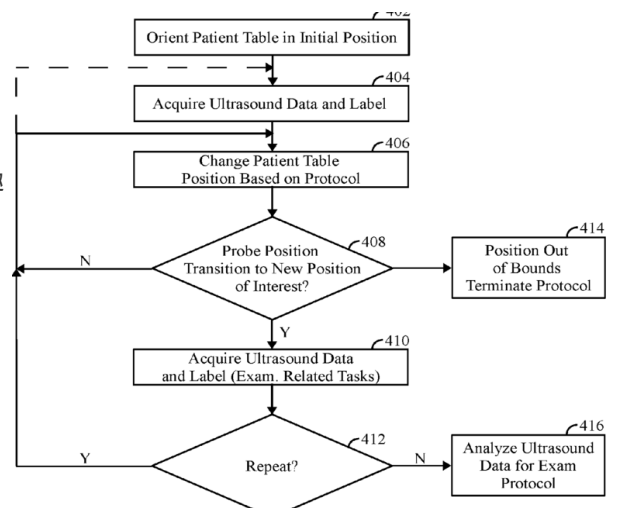 402
Orient Patient Table in Initial Position
404
Acquire Ultrasound Data and Label
406
Change Patient Table
Position Based on Protocol
408
Probe Position
Transition to New Position
of Interest?
N
414
Position Out
of Bounds
Terminate Protocol
Y
410
Acquire Ultrasound Data
and Label (Exam. Related Tasks)
412
Repeat?
Y
N
416
Analyze Ultrasound
Data for Exam
Protocol